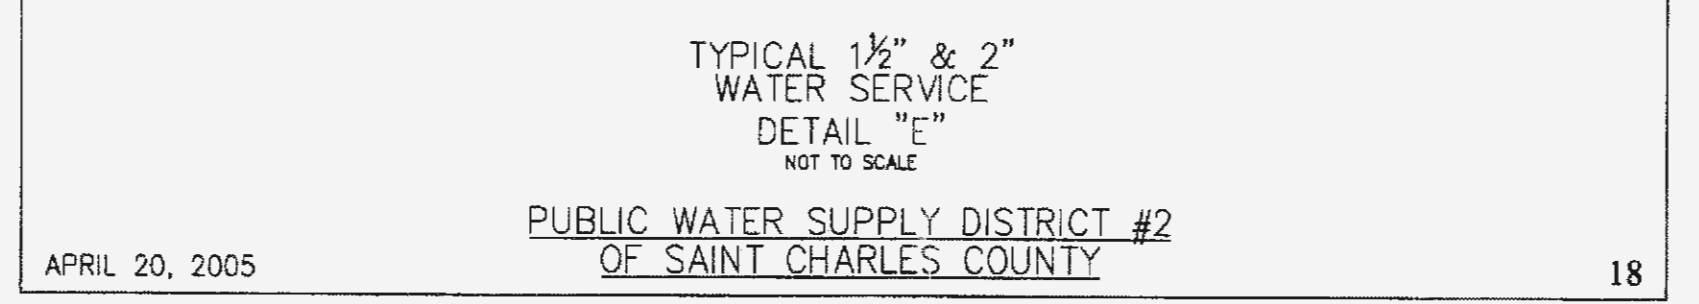 TYPICAL 1½" & 2"
WATER SERVICE
DETAIL "E"
NOT TO SCALE
PUBLIC WATER SUPPLY DISTRICT #2
OF SAINT CHARLES COUNTY
APRIL 20, 2005
18